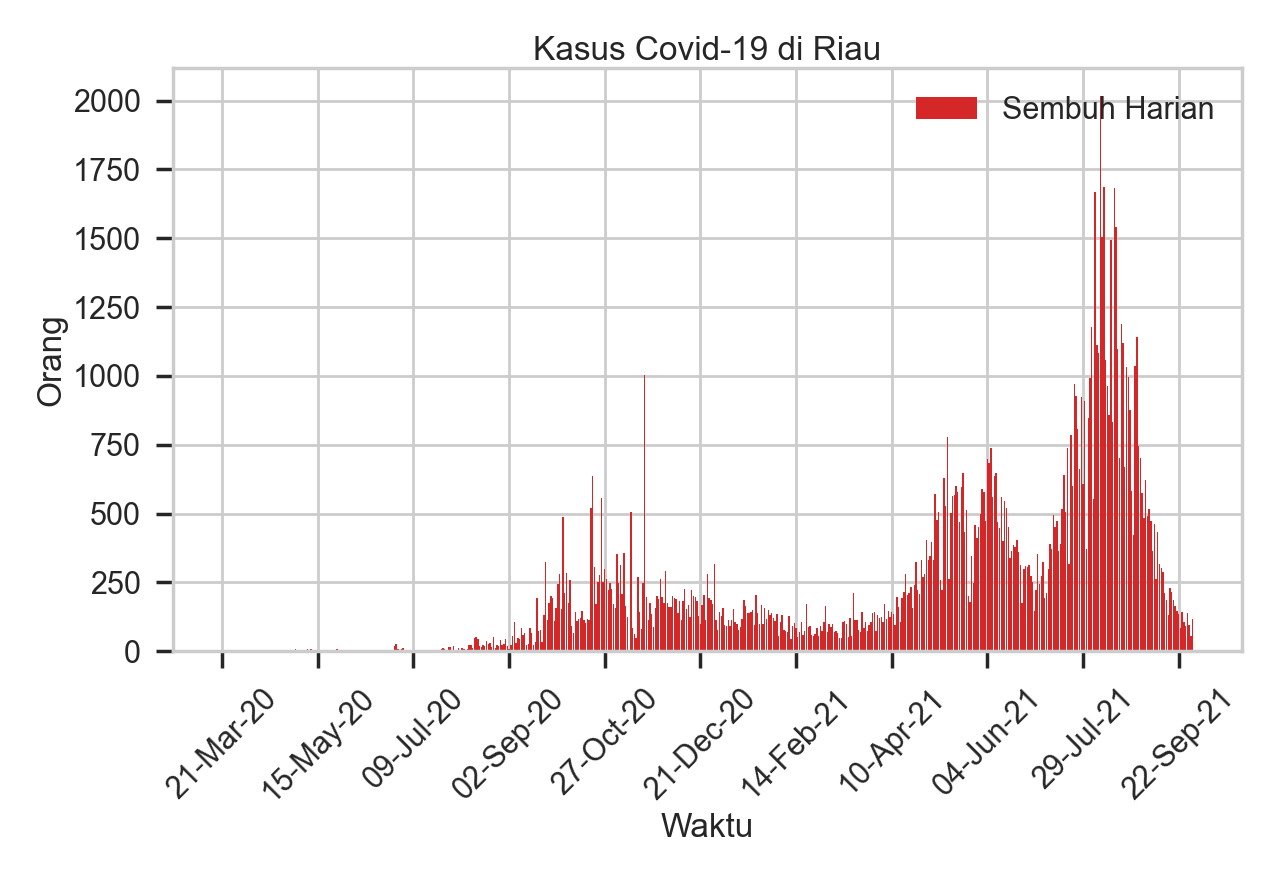 Kasus Covid-19 di Riau
Sembuh Harian
2000
1750
1500
1250
1000
750
500
250
0
Orang
21-Mar-20
15-May-20
09-Jul-20
02-Sep-20
27-Oct-20
21-Dec-20
14-Feb-21
10-Apr-21
04-Jun-21
29-Jul-21
22-Sep-21
Waktu